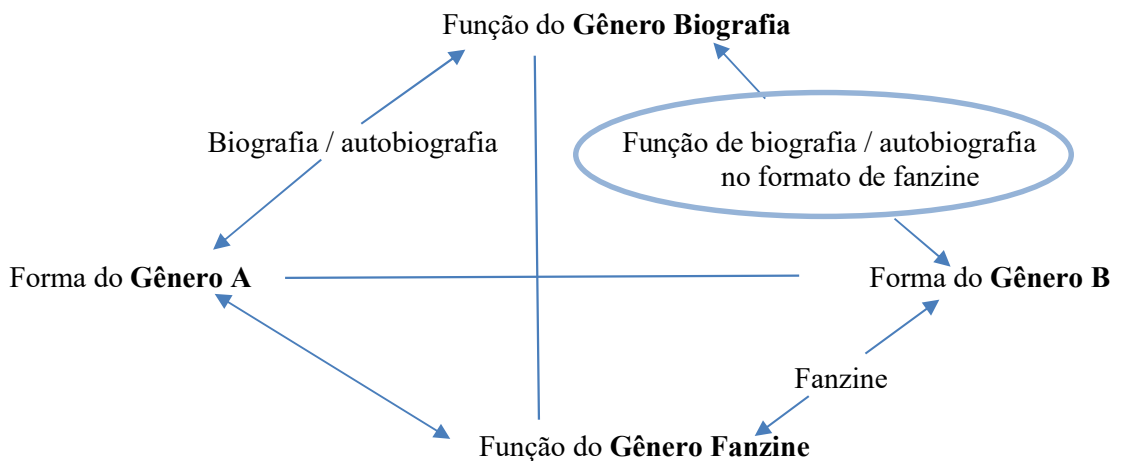 Função do Gênero Biografia
Biografia / autobiografia
Função de biografia / autobiografia
no formato de fanzine
Forma do Gênero A
Forma do Gênero B
Fanzine
Função do Gênero Fanzine